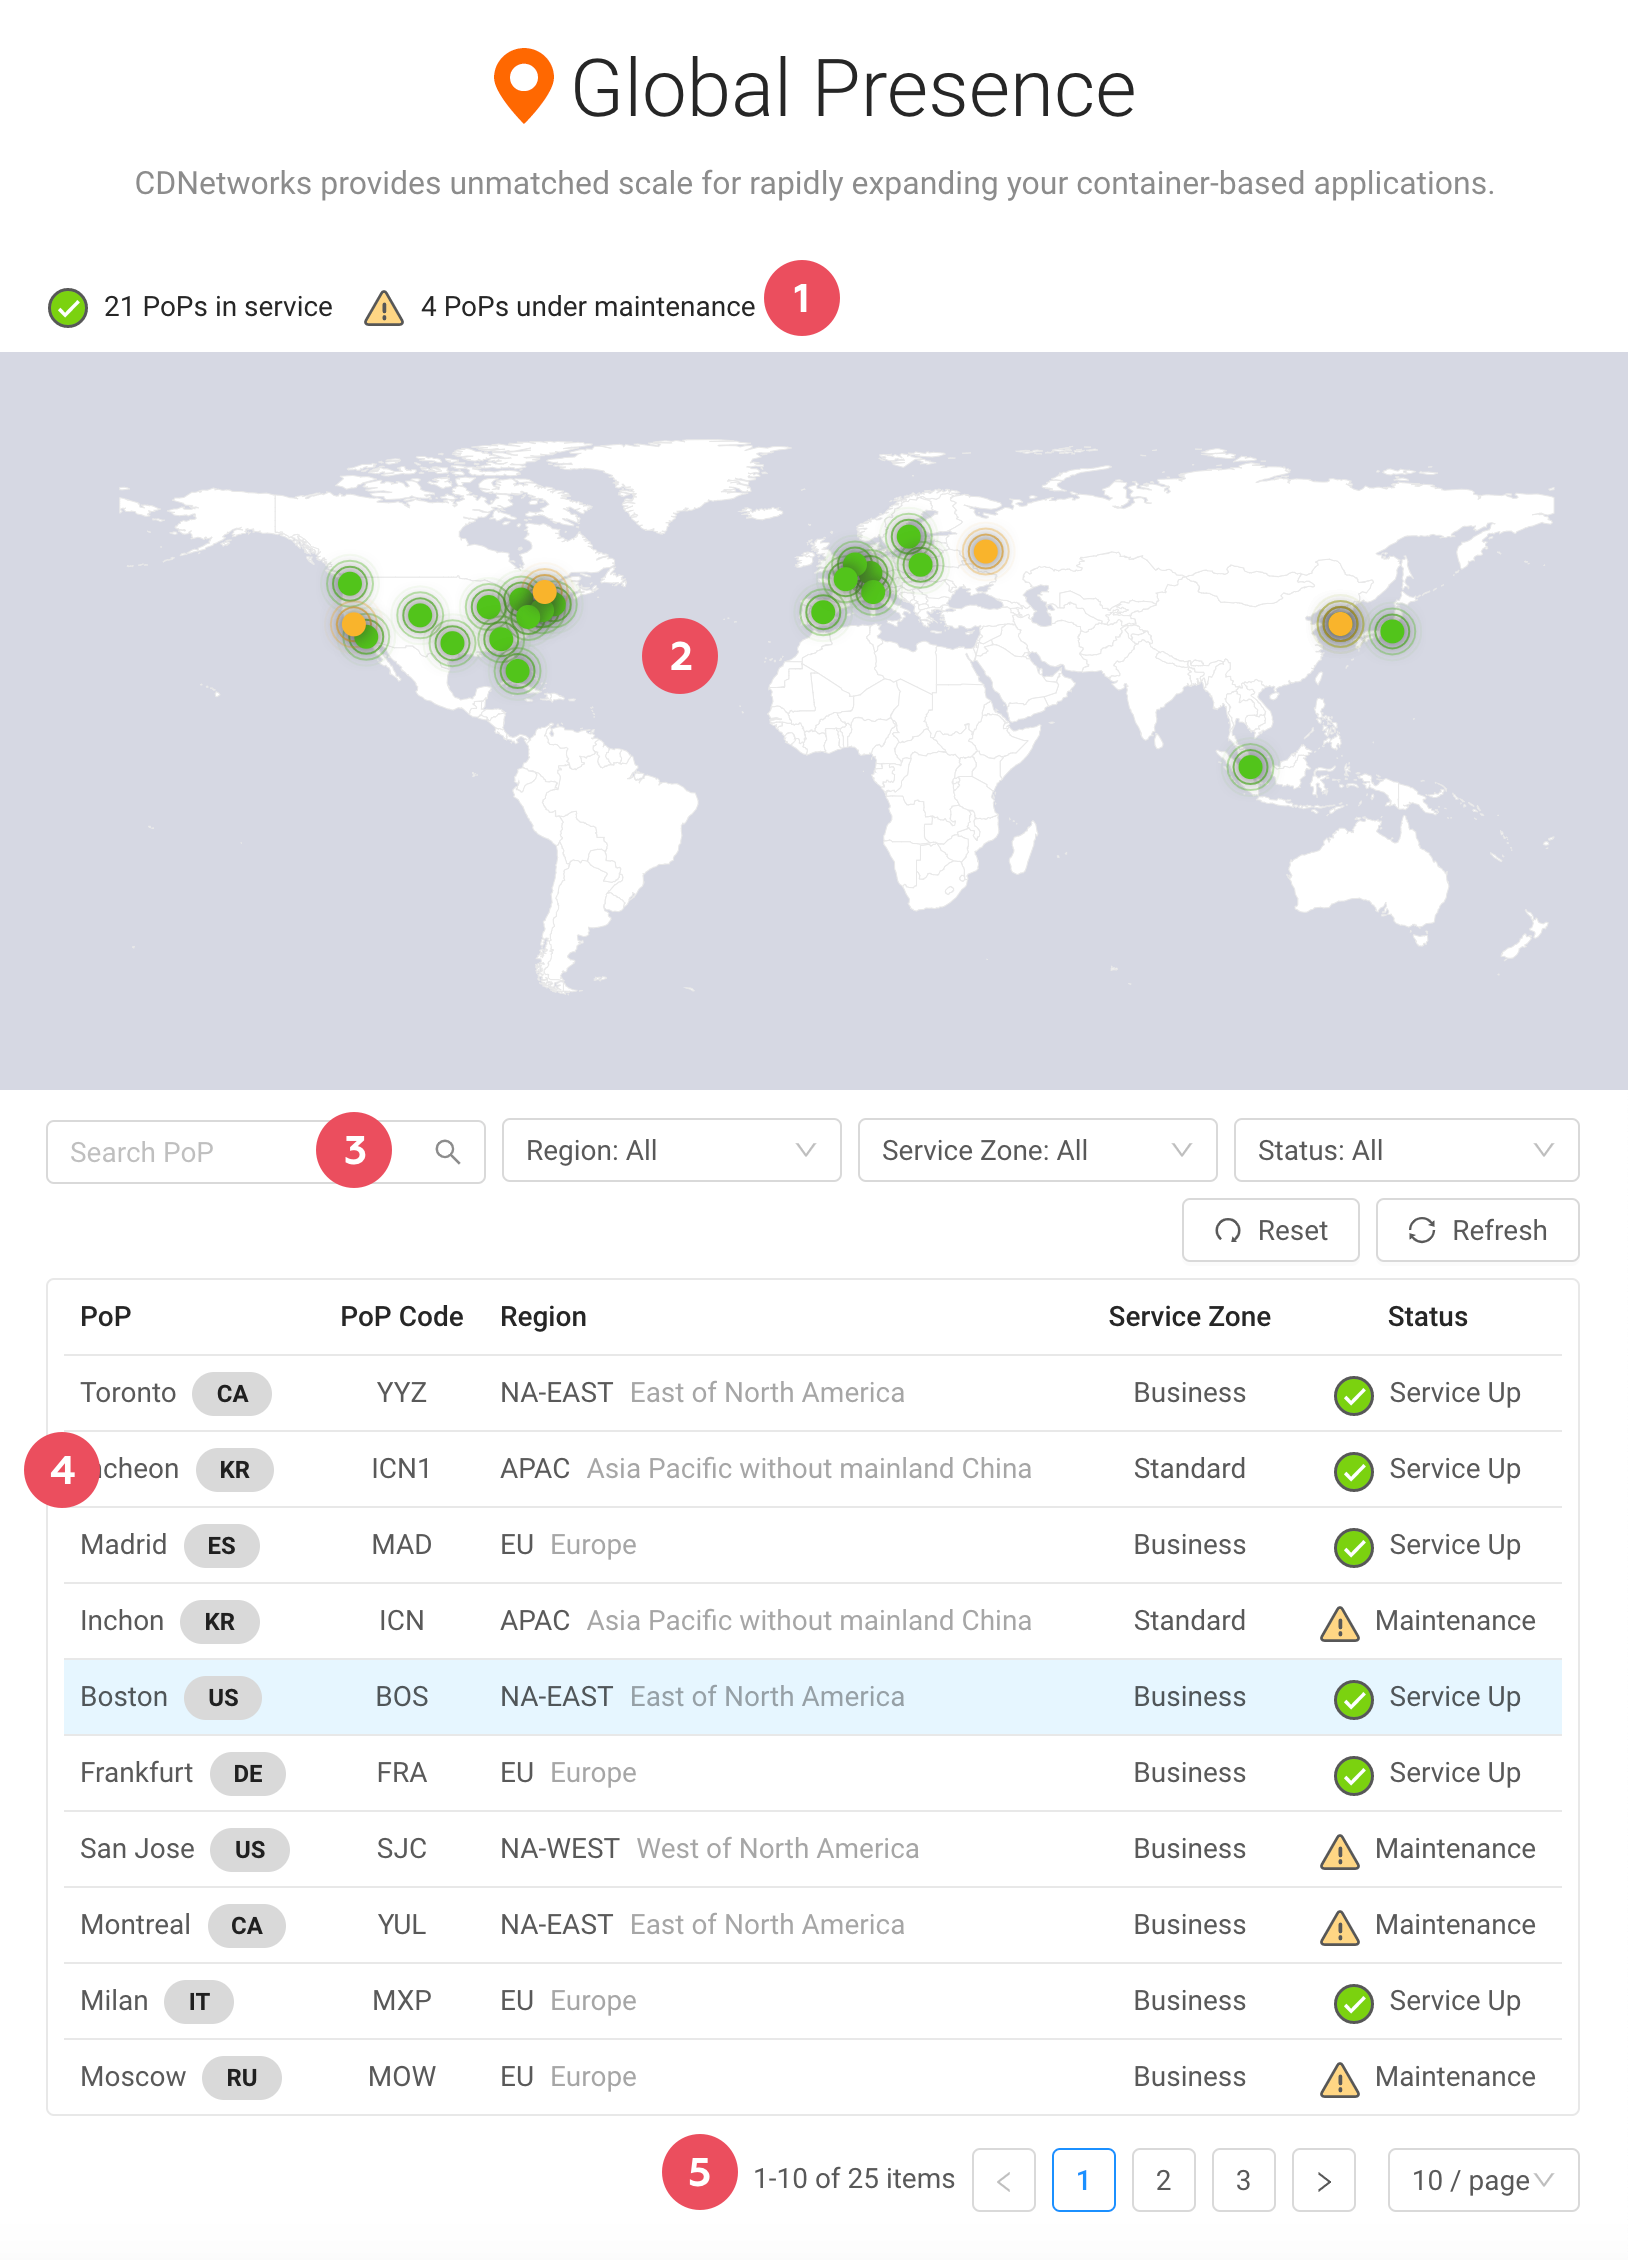 Global Presence
CDNetworks provides unmatched scale for rapidly expanding your container-based applications.
21 PoPs in service 4 PoPs under maintenance 1
2
Search PoP 3 Region: All Service Zone: All Status: All
Reset Refresh
PoP PoP Code Region Service Zone Status
Toronto CA YYZ NA-EAST East of North America Business Service Up
4 cheon KR ICN1 APAC Asia Pacific without mainland China Standard Service Up
Madrid ES MAD EU Europe Business Service Up
Inchon KR ICN APAC Asia Pacific without mainland China Standard Maintenance
Boston US BOS NA-EAST East of North America Business Service Up
Frankfurt DE FRA EU Europe Business Service Up
San Jose US SJC NA-WEST West of North America Business Maintenance
Montreal CA YUL NA-EAST East of North America Business Maintenance
Milan IT MXP EU Europe Business Service Up
Moscow RU MOW EU Europe Business Maintenance
5 1-10 of 25 items < 1 2 3 > 10 / page